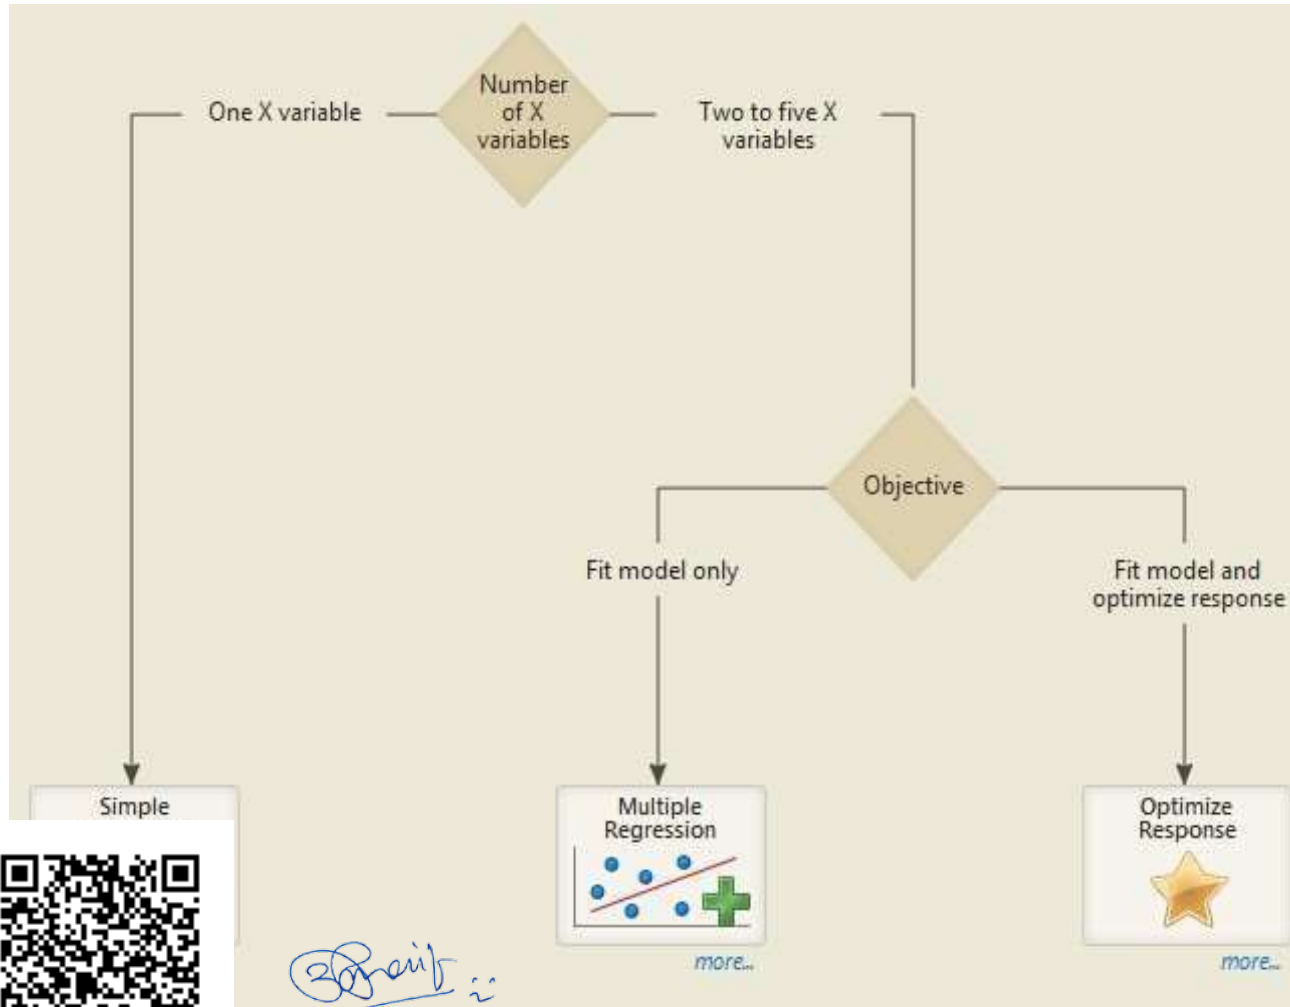 Number
of X
variables
One X variable
Two to five X
variables
Objective
Fit model only
Fit model and
optimize response
Simple
Multiple
Regression
Optimize
Response
more...
more...